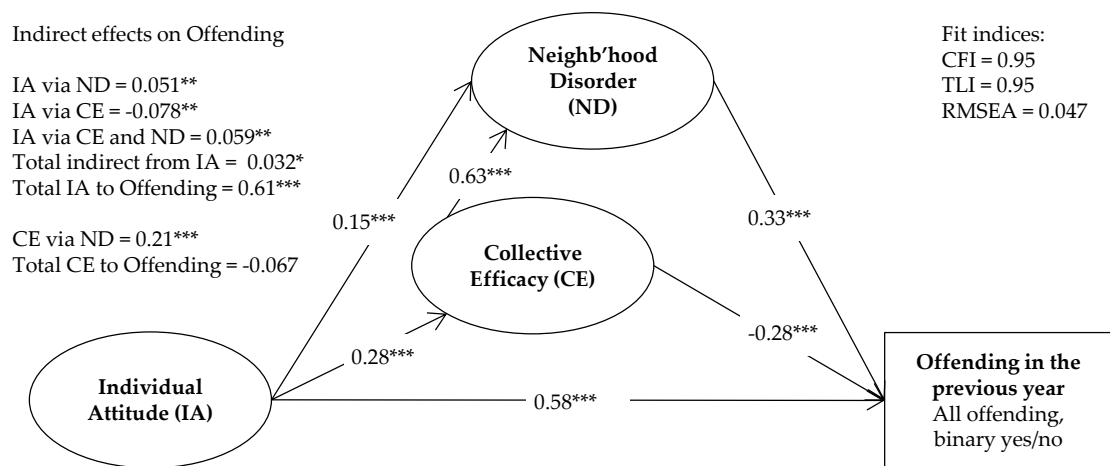 Indirect effects on Offending
IA via ND = 0.051**
IA via CE = -0.078**
IA via CE and ND = 0.059**
Total indirect from IA =  0.032*
Total IA to Offending = 0.61***
CE via ND = 0.21***
Total CE to Offending = -0.067
Neighb’hood
Disorder
(ND)
Fit indices:
CFI = 0.95
TLI = 0.95
RMSEA = 0.047
0.63***
0.15***
0.33***
Collective
Efficacy (CE)
-0.28***
0.28***
Individual
Attitude (IA)
0.58***
Offending in the
previous year
All offending,
binary yes/no